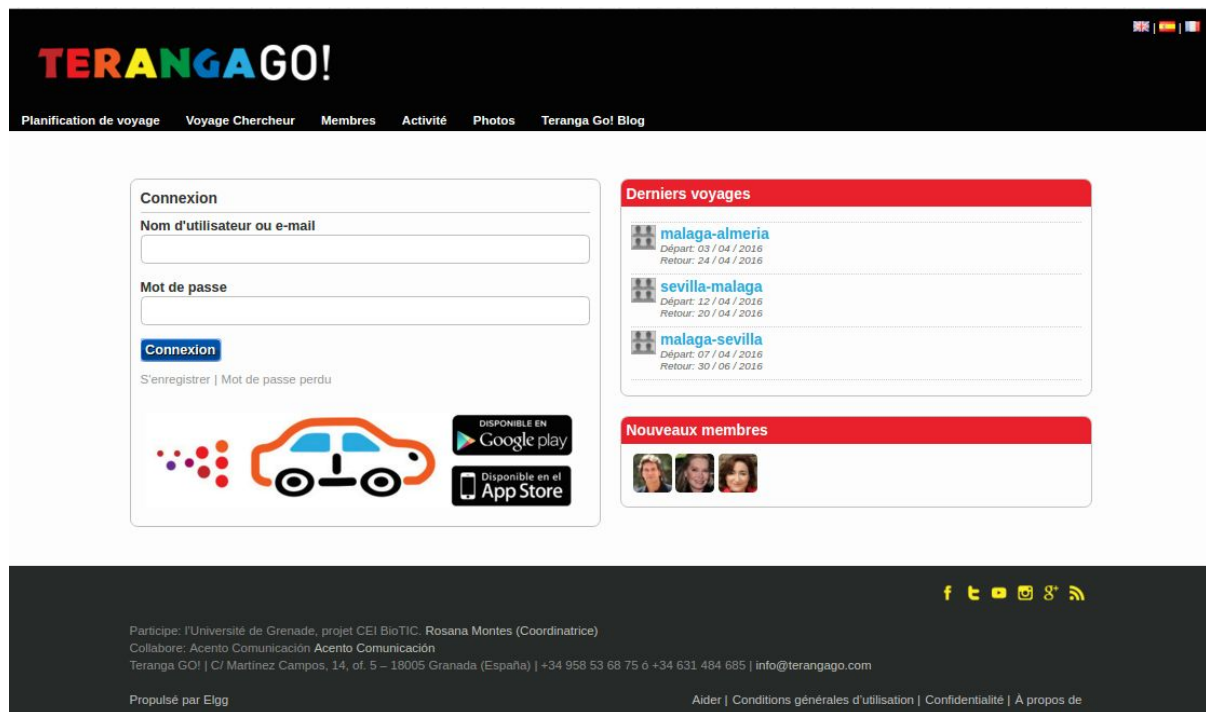 TERANGAGO!
| |
Planification de voyage Voyage Chercheur Membres Activité Photos Teranga Go! Blog
Connexion
Nom d'utilisateur ou e-mail
Mot de passe
Connexion
S'enregistrer | Mot de passe perdu
DISPONIBLE EN
Google play
Disponible en el
App Store
Derniers voyages
malaga-almeria
Départ: 03 / 04 / 2016
Retour: 24 / 04 / 2016
sevilla-malaga
Départ: 12 / 04 / 2016
Retour: 20 / 04 / 2016
malaga-sevilla
Départ: 07 / 04 / 2016
Retour: 30 / 06 / 2016
Nouveaux membres
Participe: l'Université de Grenade, projet CEI BioTIC. Rosana Montes (Coordinatrice)
Collabore: Acento Comunicación Acento Comunicación
Teranga GO! | C/ Martínez Campos, 14, of. 5 – 18005 Granada (España) | +34 958 53 68 75 ó +34 631 484 685 | info@terangago.com
Propulsé par Elgg
Aider | Conditions générales d'utilisation | Confidentialité | À propos de